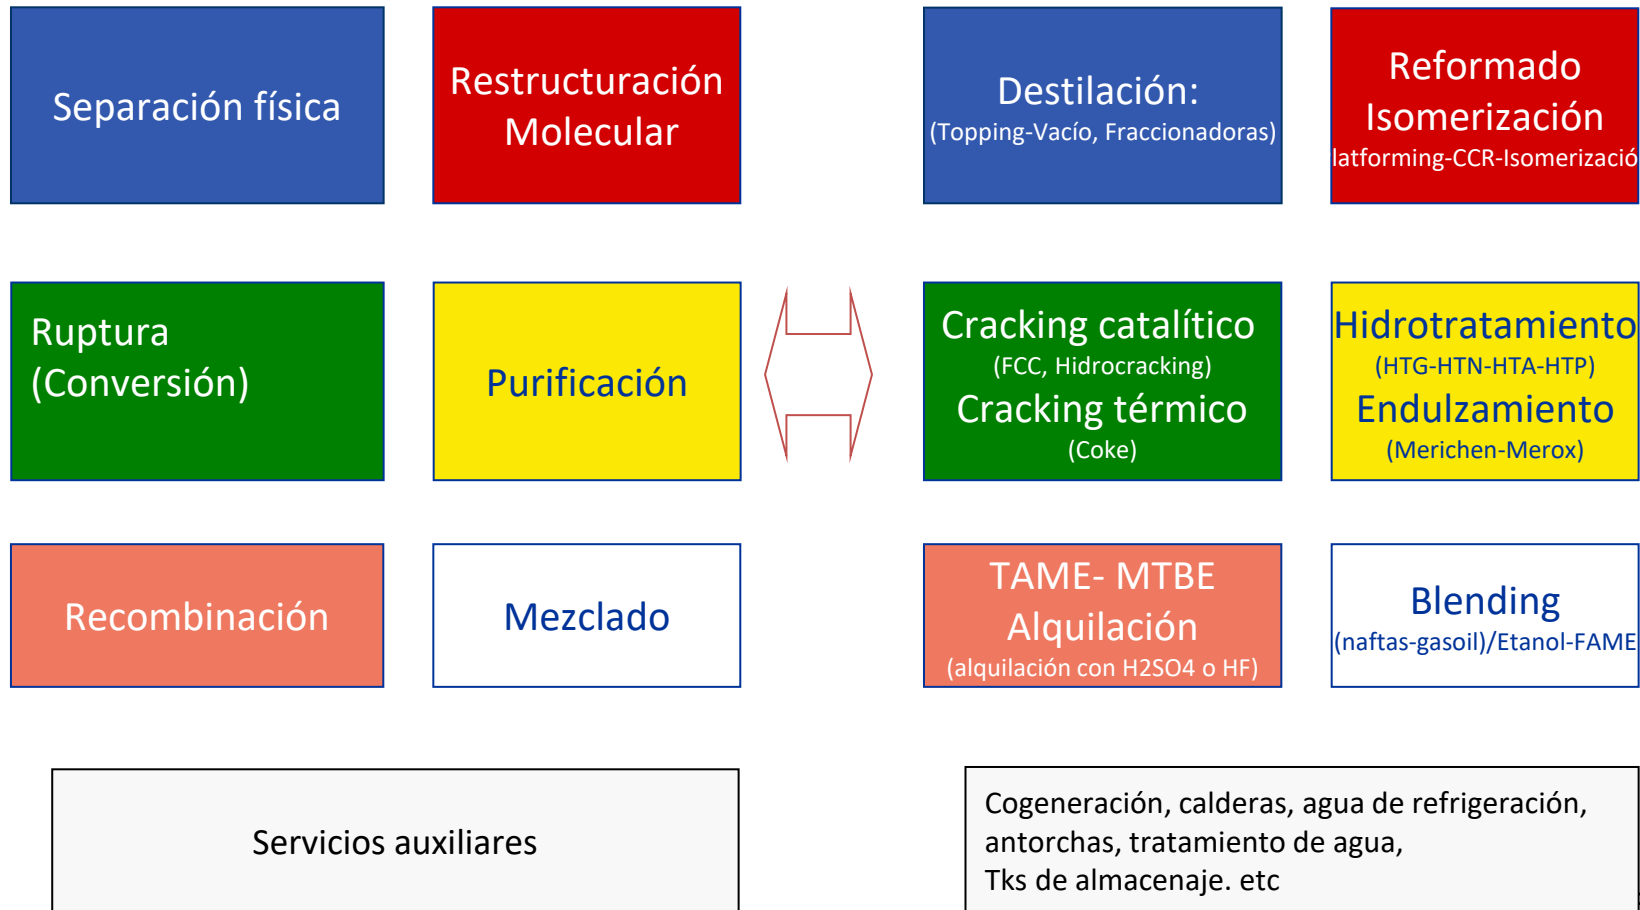 Separación física
Restructuración
Molecular
Destilación:
(Topping-Vacío, Fraccionadoras)
Reformado
Isomerización
latforming-CCR-Isomerizació
Ruptura
(Conversión)
Purificación
Cracking catalítico
(FCC, Hidrocracking)
Cracking térmico
(Coke)
Hidrotratamiento
(HTG-HTN-HTA-HTP)
Endulzamiento
(Merichen-Merox)
Recombinación
Mezclado
TAME- MTBE
Alquilación
(alquilación con H2SO4 o HF)
Blending
(naftas-gasoil)/Etanol-FAME
Servicios auxiliares
Cogeneración, calderas, agua de refrigeración,
antorchas, tratamiento de agua,
Tks de almacenaje. etc